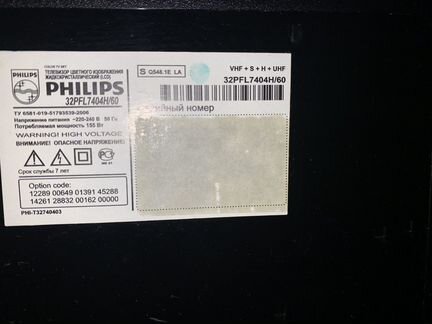 COLOR TV SET
ТЕЛЕВИЗОР ЦВЕТНОГО ИЗОБРАЖЕНИЯ
ЖИДКОКРИСТАЛЛИЧЕСКИЙ (LCD)
PHILIPS
PHILIPS
32PFL7404H/60
S Q548.1E LA
VHF + S + H + UHF
32PFL7404H/60
номер
ТУ 6581-019-51793539-2006
Напряжение питания ~220-240 В 50 Гц
Потребляемая мощность 155 Вт
WARNING! HIGH VOLTAGE
ВНИМАНИЕ! ОПАСНОЕ НАПРЯЖЕНИЕ!
Срок службы 7 лет
Option code:
12289 00649 01391 45288
14261 28832 00162 00000
PHI-T32740403